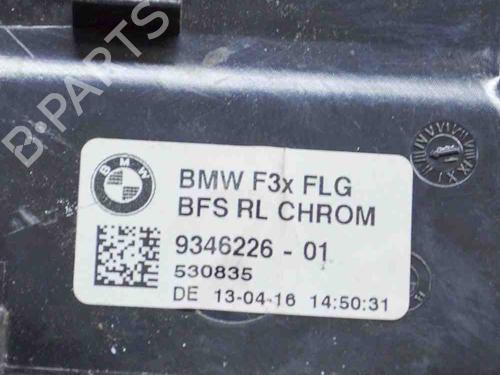 B-PARTS
BMW
BMW F3x FLG
BFS RL CHROM
9346226 - 01
530835
DE 13-04-16 14:50:31